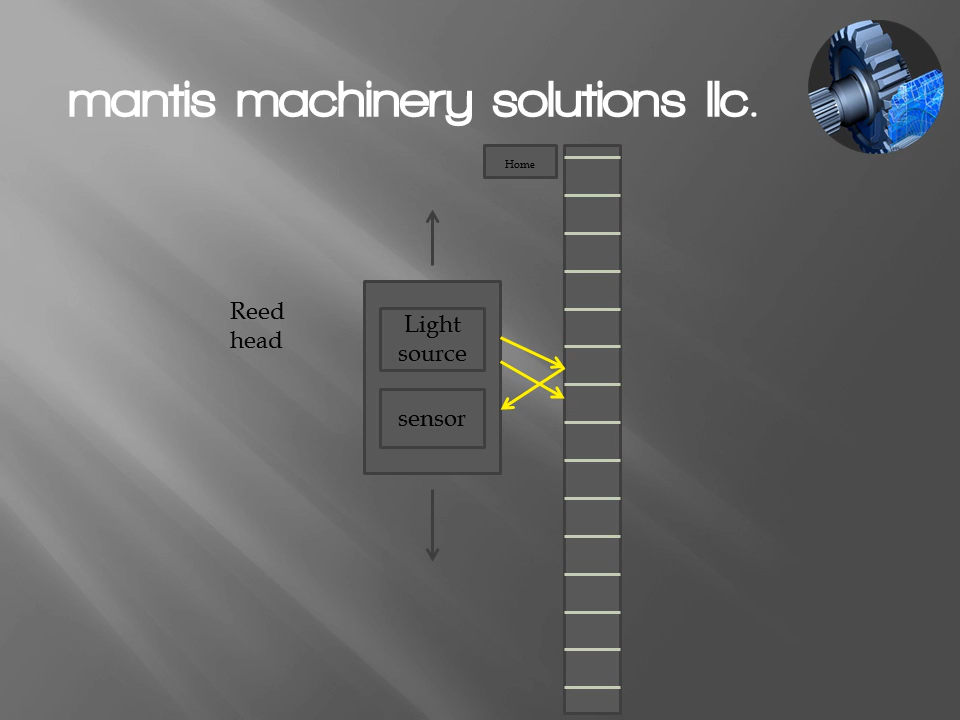 mantis machinery solutions llc.
Home
Reed
head
Light
source
sensor